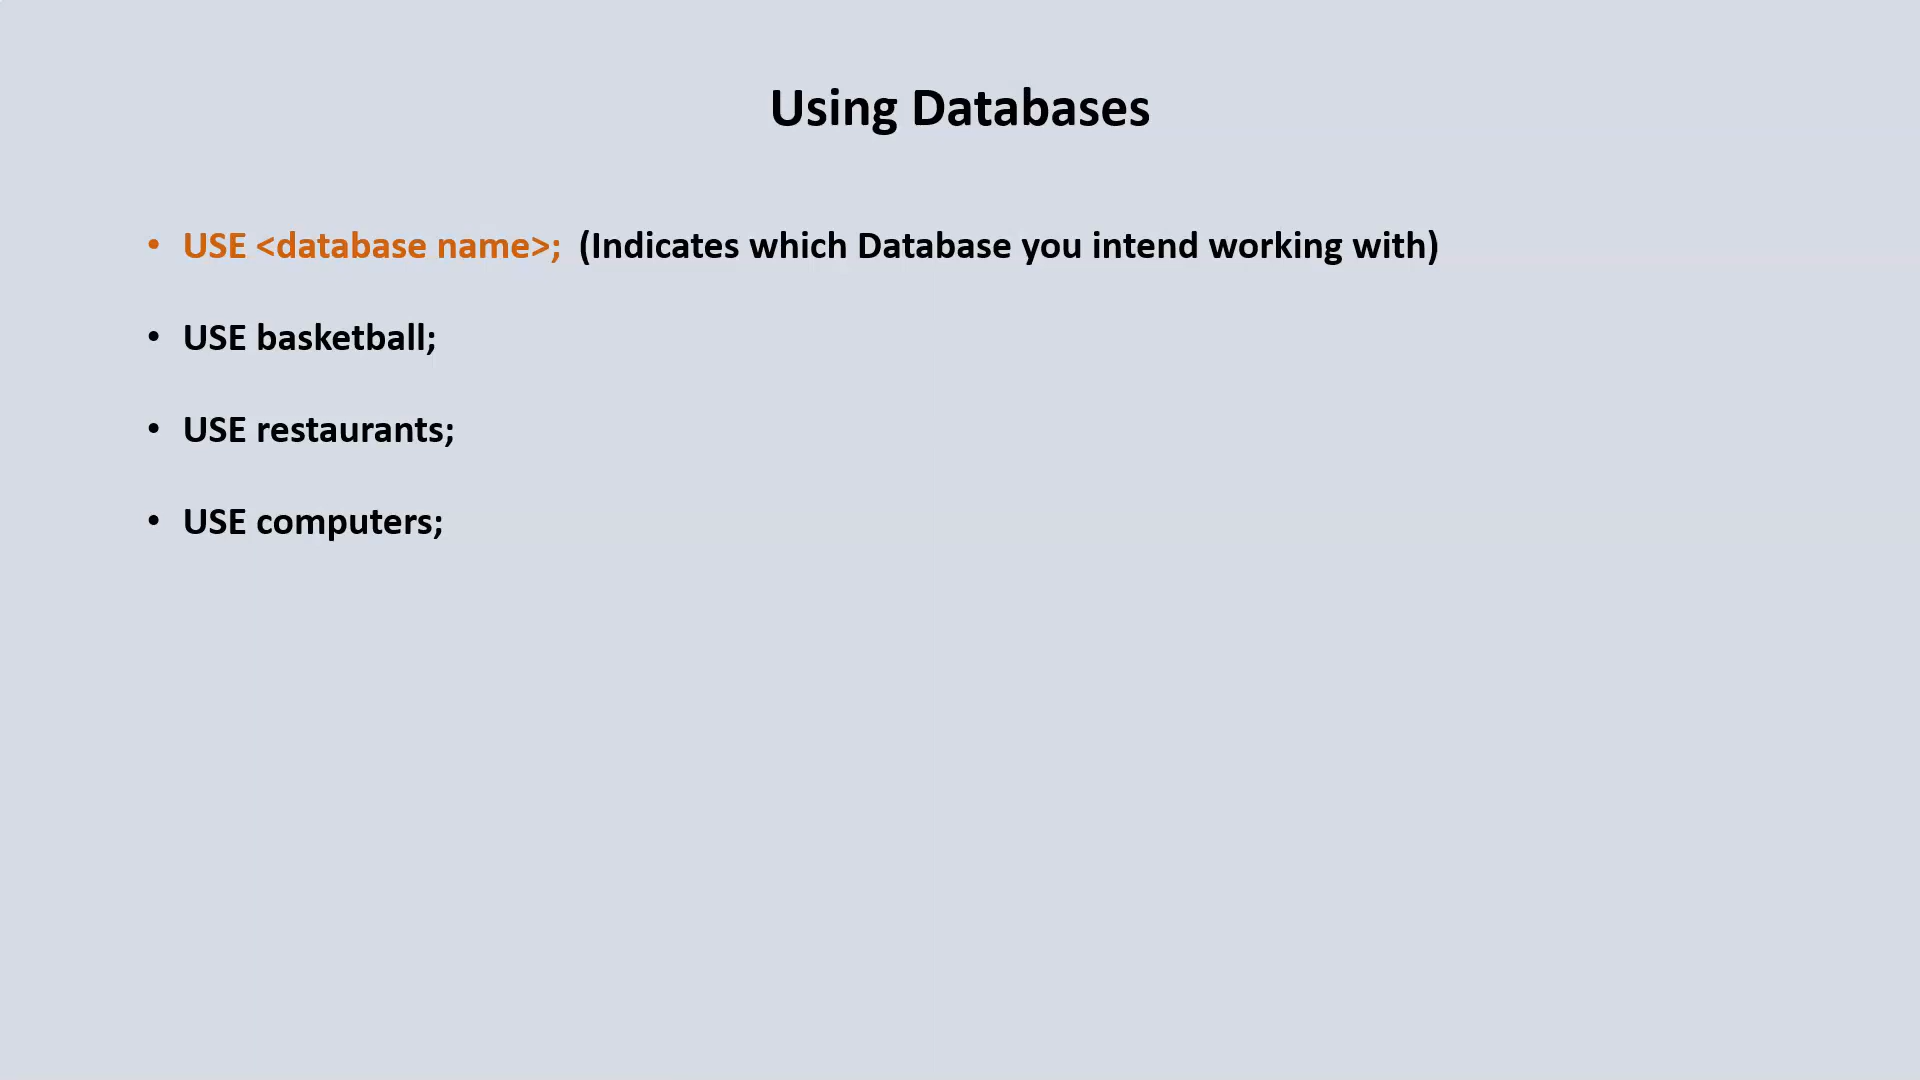 Using Databases
• USE <database name>;  (Indicates which Database you intend working with)
• USE basketball;
• USE restaurants;
• USE computers;